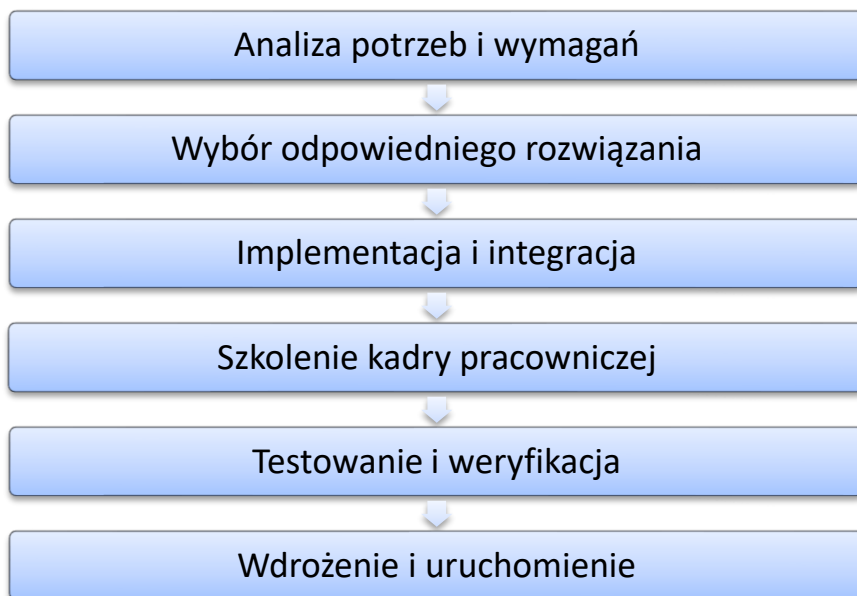 Analiza potrzeb i wymagań
Wybór odpowiedniego rozwiązania
Implementacja i integracja
Szkolenie kadry pracowniczej
Testowanie i weryfikacja
Wdrożenie i uruchomienie